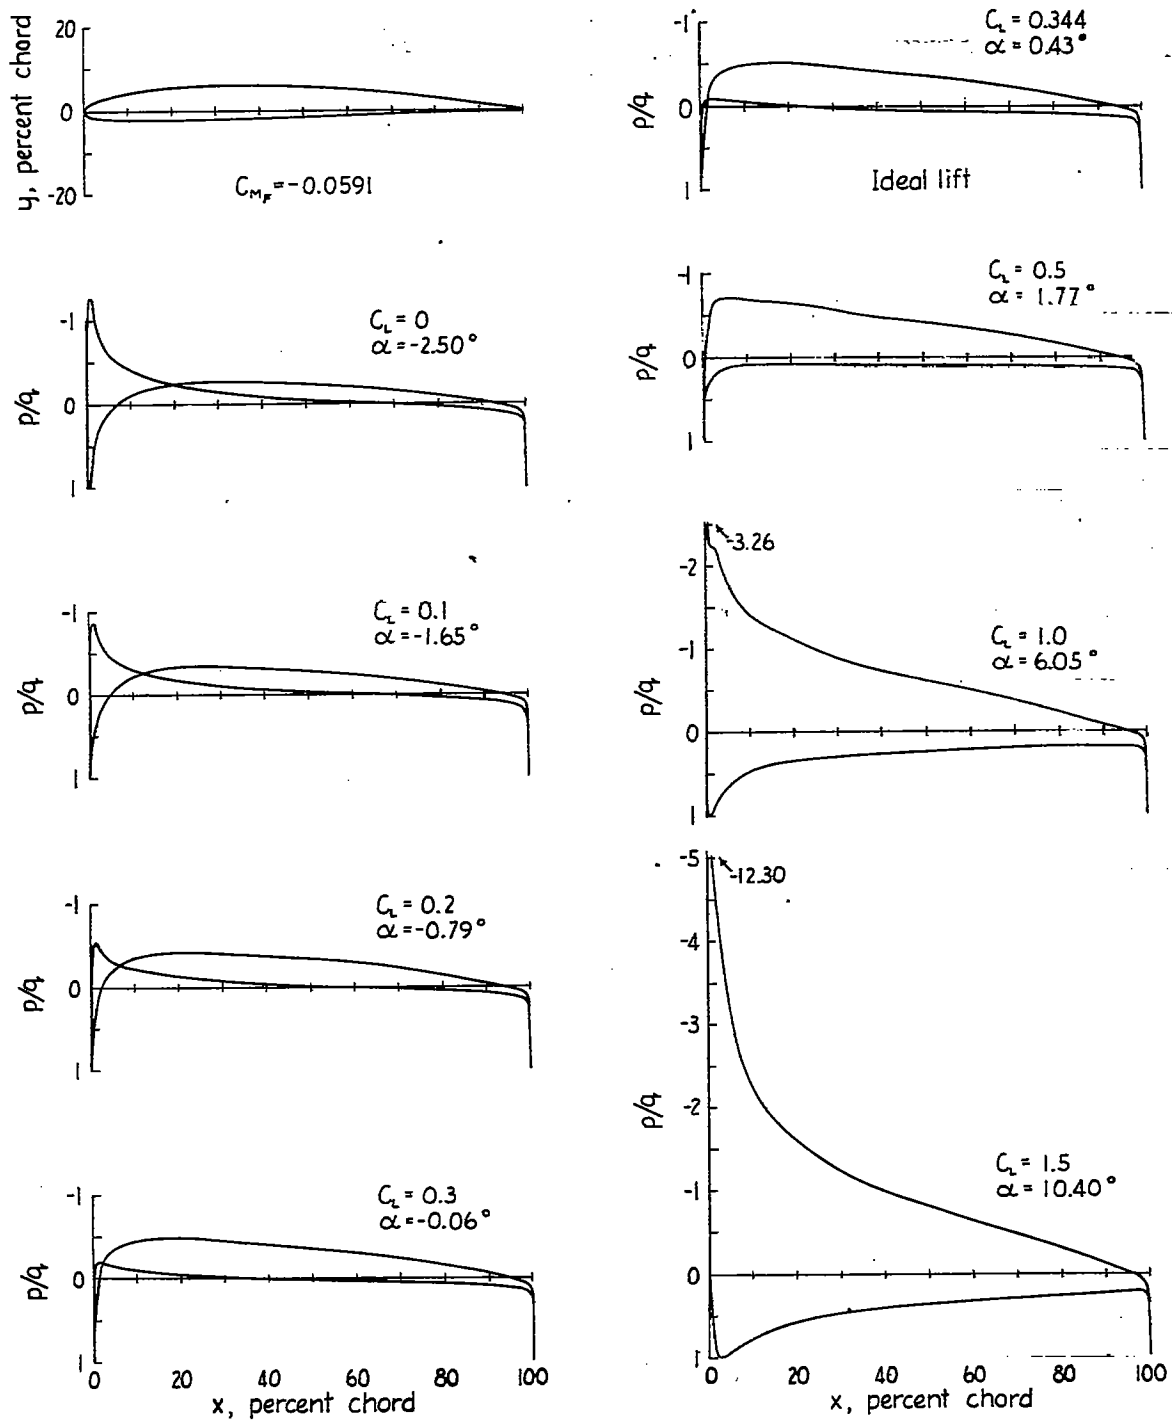 20
0
-20
y, percent chord
C_MF = -0.0591
-1
0
1
p/q
C_L = 0
α = -2.50°
-1
0
1
p/q
C_L = 0.1
α = -1.65°
-1
0
1
p/q
C_L = 0.2
α = -0.79°
-1
0
1
p/q
C_L = 0.3
α = -0.06°
0 20 40 60 80 100
x, percent chord
-1
0
1
p/q
C_L = 0.344
α = 0.43°
Ideal lift
-1
0
1
p/q
C_L = 0.5
α = 1.77°
-3.26
-2
-1
0
1
p/q
C_L = 1.0
α = 6.05°
-5
-4
-3
-2
-1
0
1
-12.30
p/q
C_L = 1.5
α = 10.40°
0 20 40 60 80 100
x, percent chord